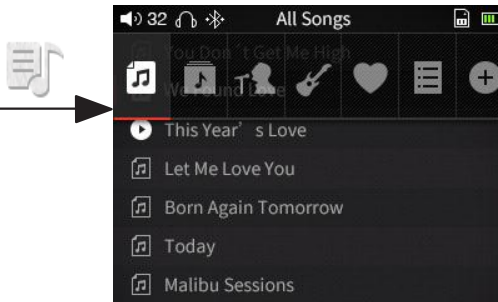 32 All Songs
You Don't Get Me High
We Found Love
This Year's Love
Let Me Love You
Born Again Tomorrow
Today
Malibu Sessions